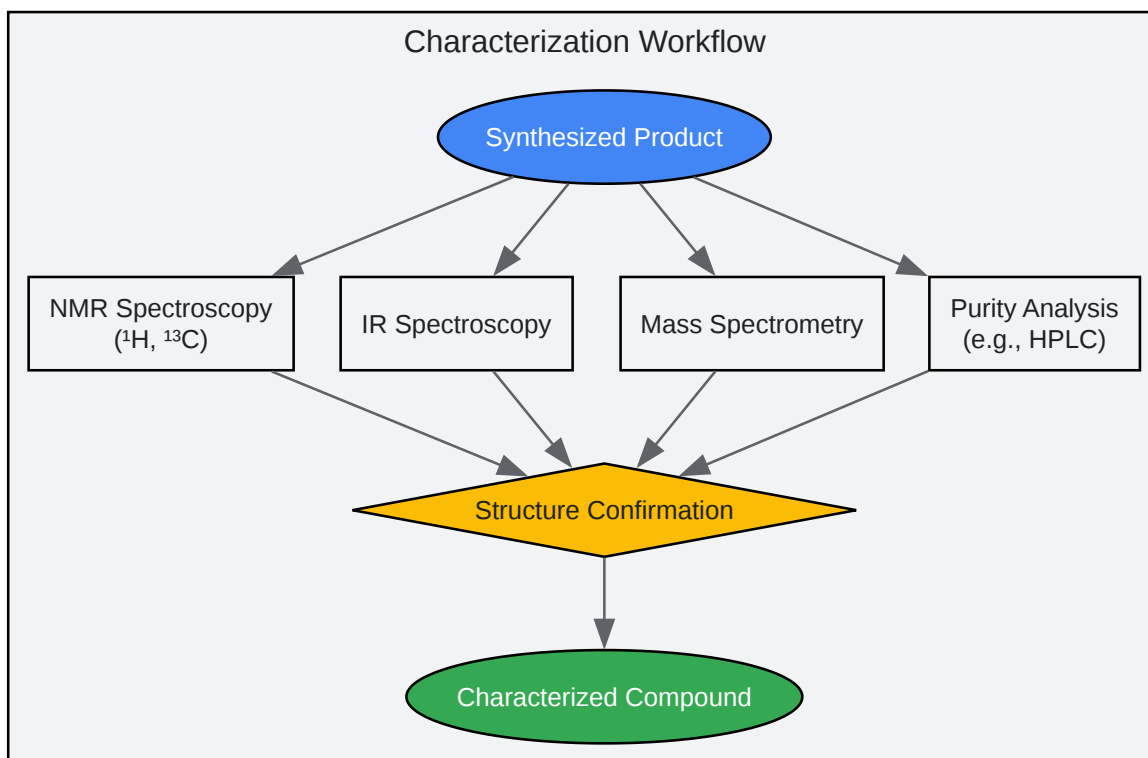 Characterization Workflow
Synthesized Product
NMR Spectroscopy
(¹H, ¹³C)
IR Spectroscopy
Mass Spectrometry
Purity Analysis
(e.g., HPLC)
Structure Confirmation
Characterized Compound